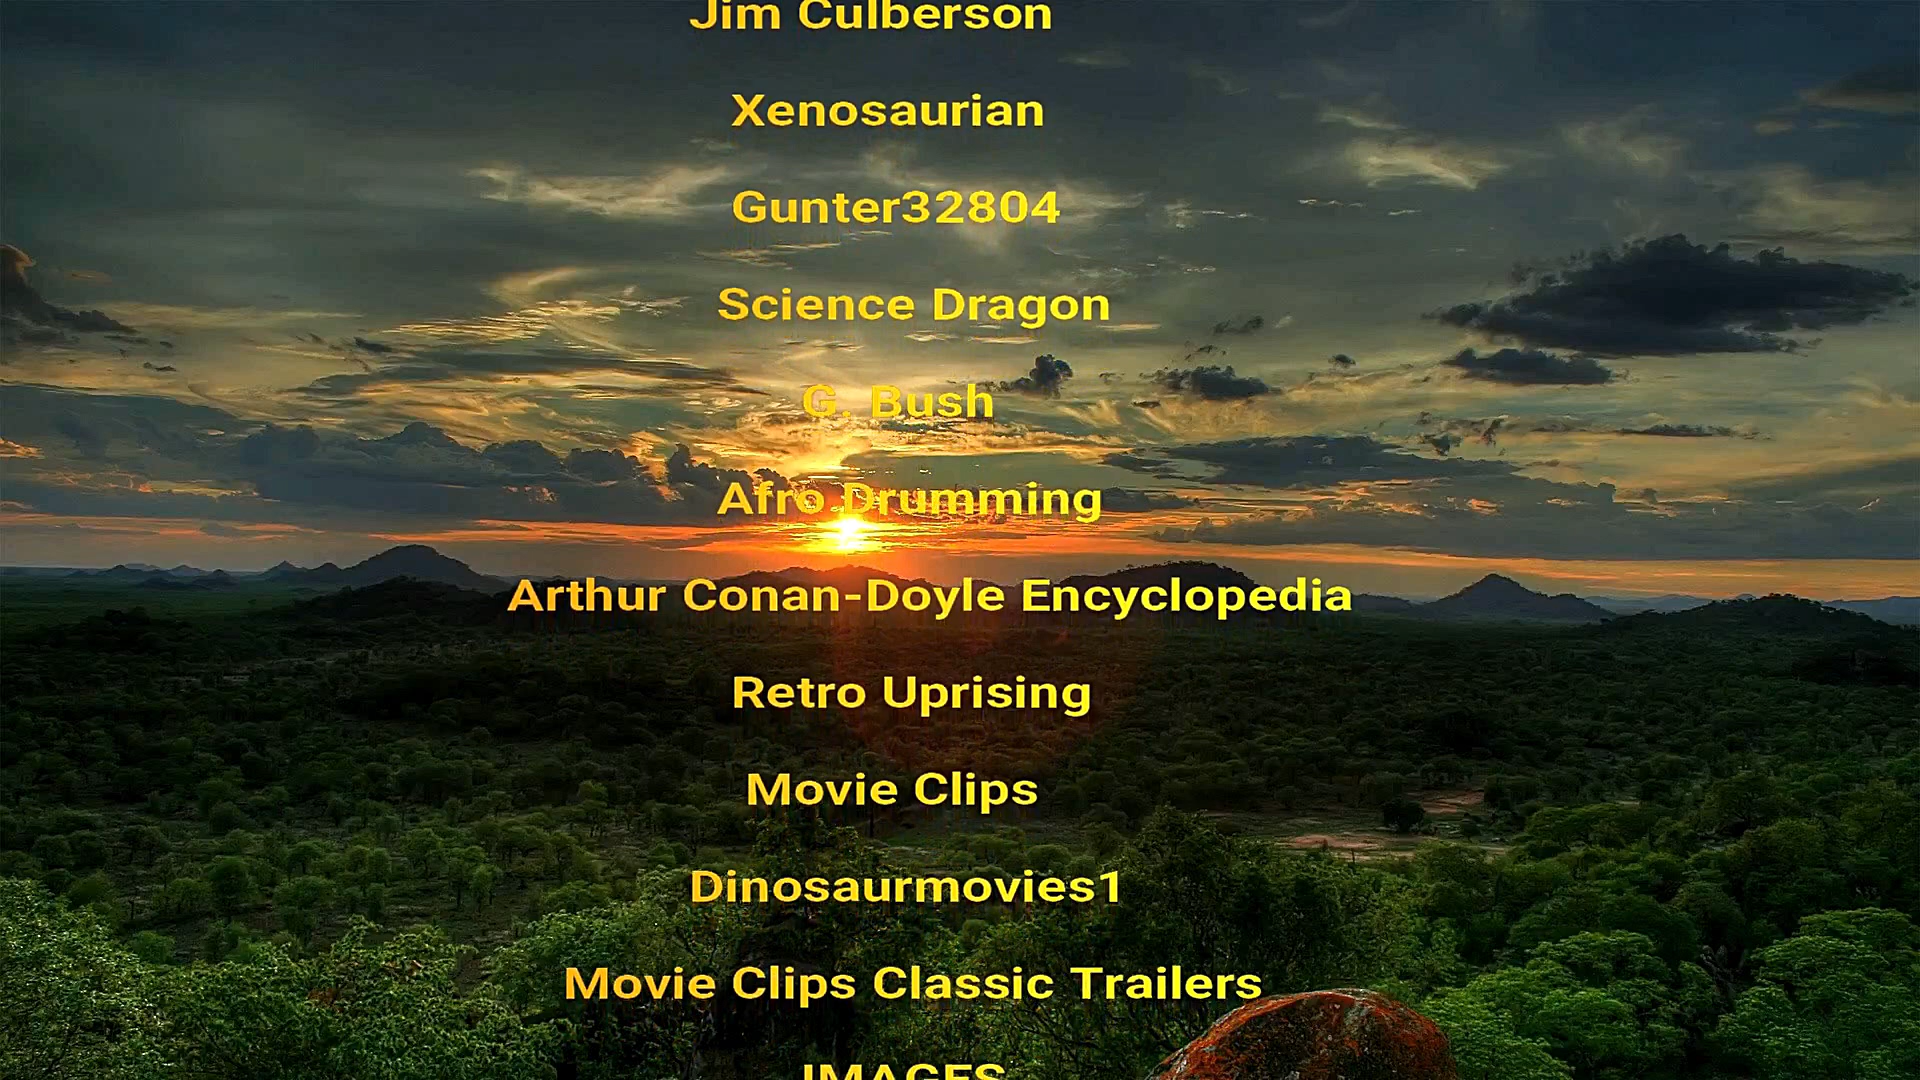 Jim Culberson
Xenosaurian
Gunter32804
Science Dragon
G. Bush
Afro Drumming
Arthur Conan-Doyle Encyclopedia
Retro Uprising
Movie Clips
Dinosaurmovies1
Movie Clips Classic Trailers
IMAGES